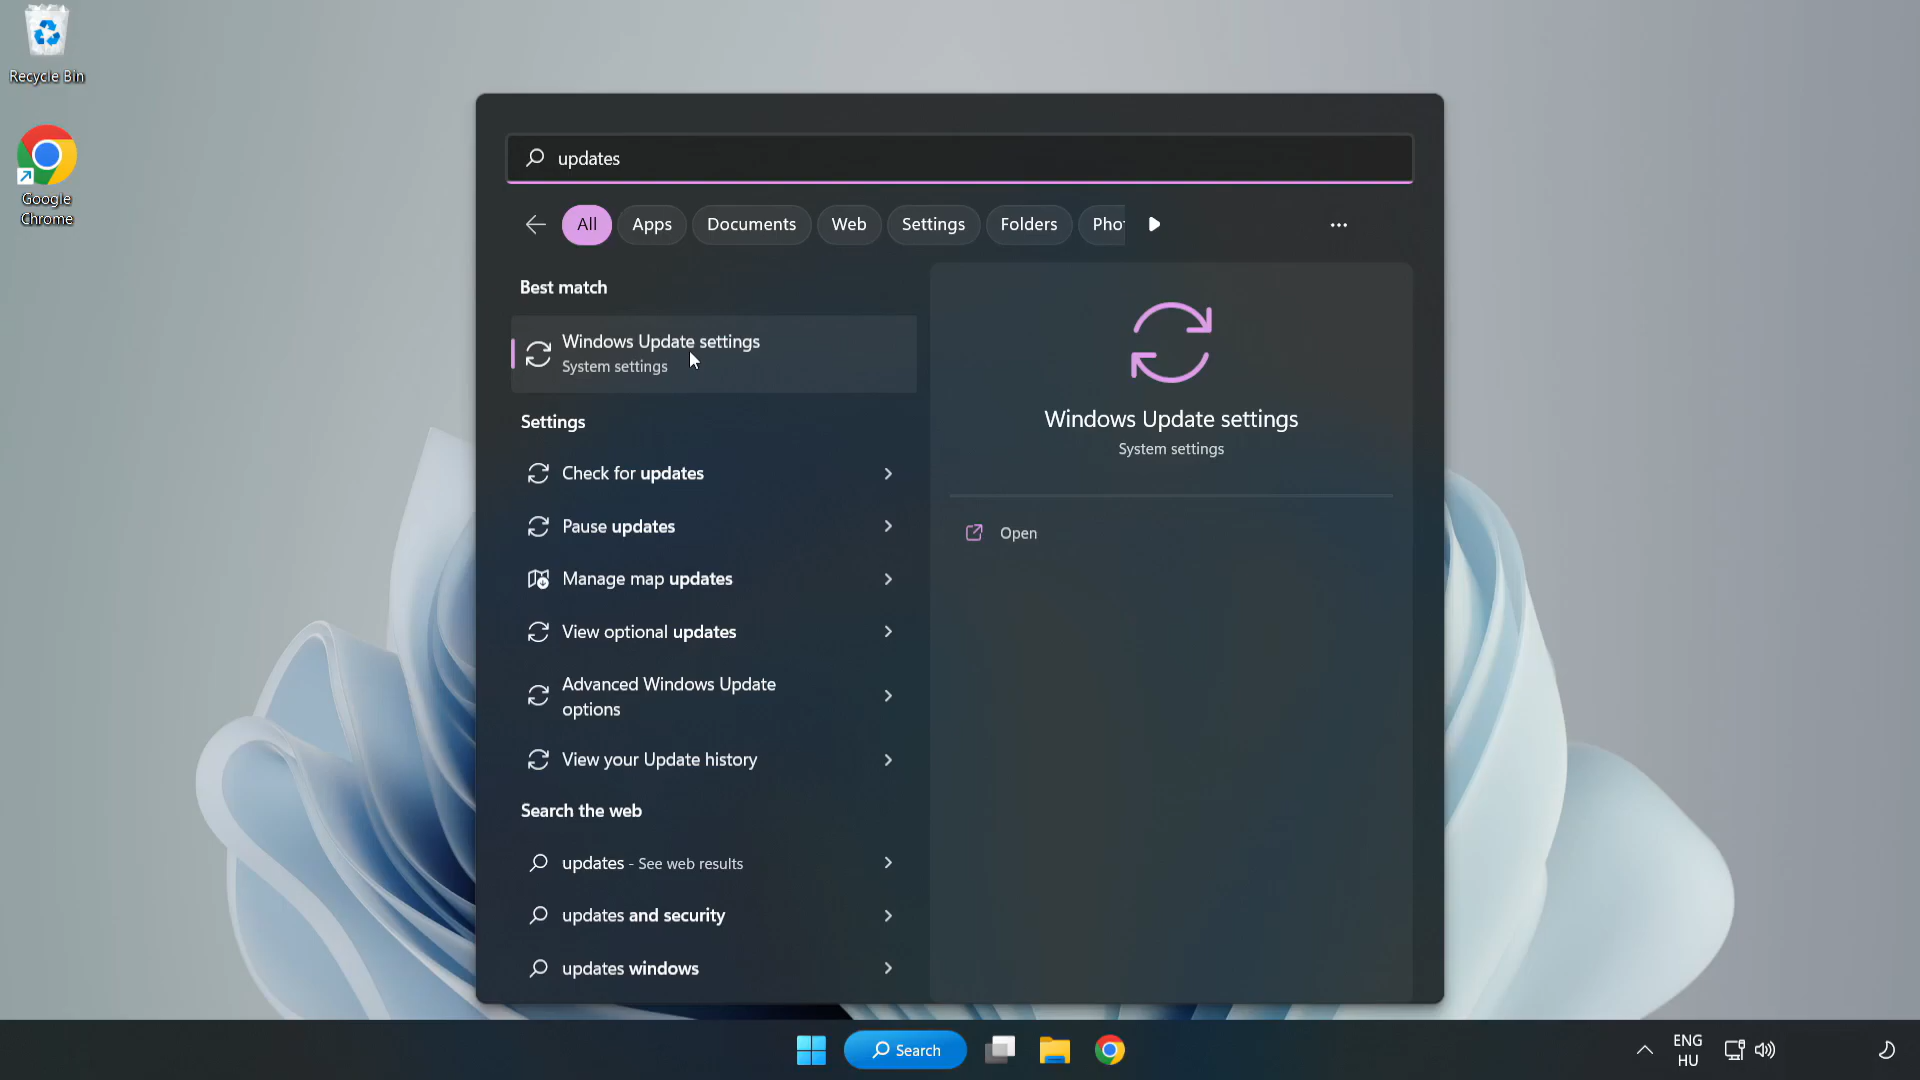 Recycle Bin
Google
Chrome
updates
All
Apps
Documents
Web
Settings
Folders
Pho
Best match
Windows Update settings
System settings
Settings
Check for updates
Pause updates
Manage map updates
View optional updates
Advanced Windows Update
options
View your Update history
Search the web
updates - See web results
updates and security
updates windows
Windows Update settings
System settings
Open
Search
ENG
HU